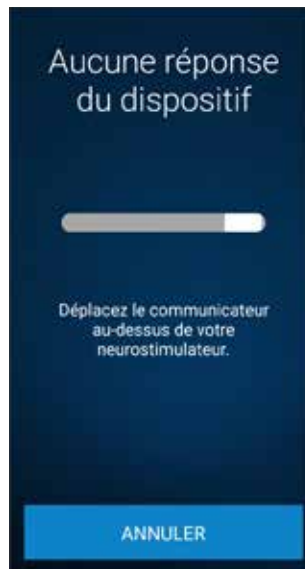 Aucune réponse
du dispositif
Déplacez le communicateur
au-dessus de votre
neurostimulateur.
ANNULER